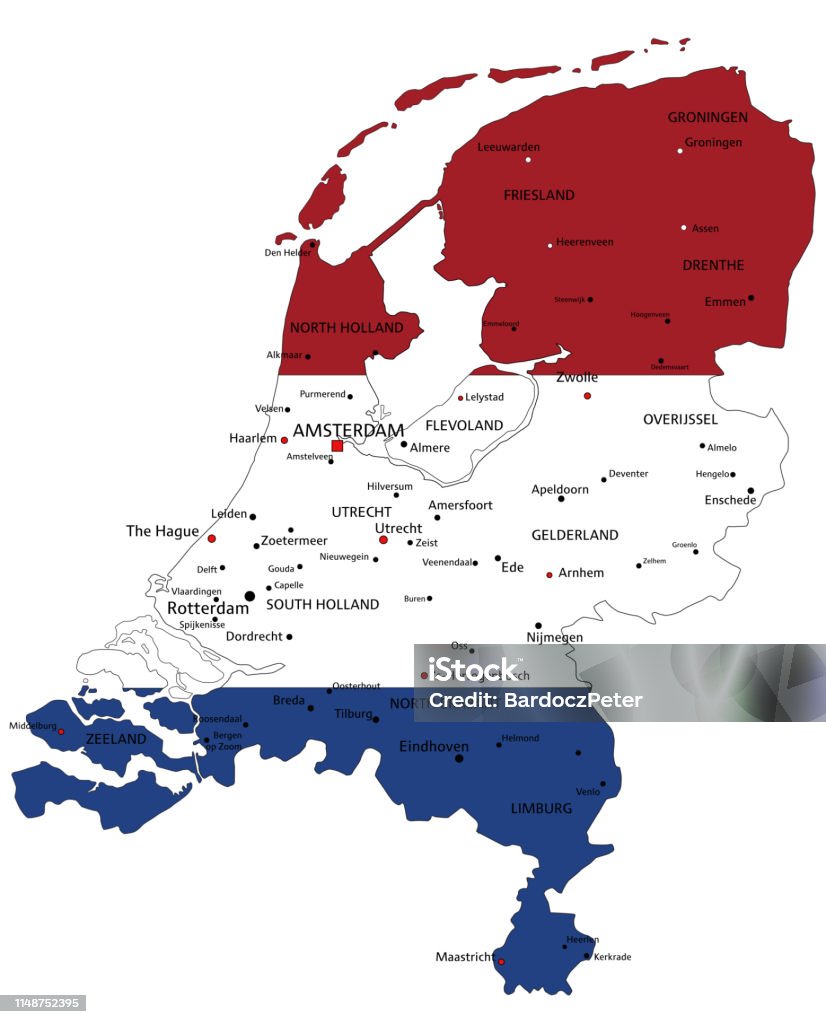 GRONINGEN
Groningen
Leeuwarden
FRIESLAND
Assen
Heerenveen
Den Helder
DRENTHE
Steenwijk
Emmen
Hoogenveen
Emmeloord
NORTH HOLLAND
Alkmaar
Dedemsvaart
Zwolle
Purmerend
Lelystad
Velsen
OVERIJSSEL
FLEVOLAND
AMSTERDAM
Haarlem
Almere
Almelo
Amstelveen
Deventer
Hengelo
Hilversum
Apeldoorn
Enschede
Amersfoort
Leiden
UTRECHT
The Hague
Utrecht
GELDERLAND
Zoetermeer
Zeist
Groenlo
Nieuwegein
Veenendaal
Ede
Zelhem
Delft
Gouda
Arnhem
Capelle
Vlaardingen
Rotterdam
SOUTH HOLLAND
Buren
Spijkenisse
Dordrecht
Nijmegen
Oss
iStock™
Credit: BardoczPeter
Oosterhout
Breda
Tilburg
Roosendaal
Middelburg
ZEELAND
Bergen
op Zoom
Helmond
Eindhoven
Venlo
LIMBURG
Heerlen
Maastricht
Kerkrade
1148752395